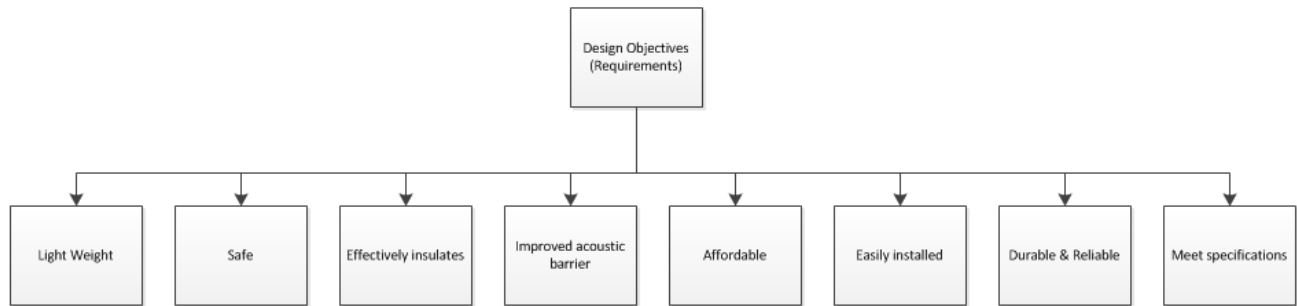 Design Objectives
(Requirements)
Light Weight
Safe
Effectively insulates
Improved acoustic
barrier
Affordable
Easily installed
Durable & Reliable
Meet specifications